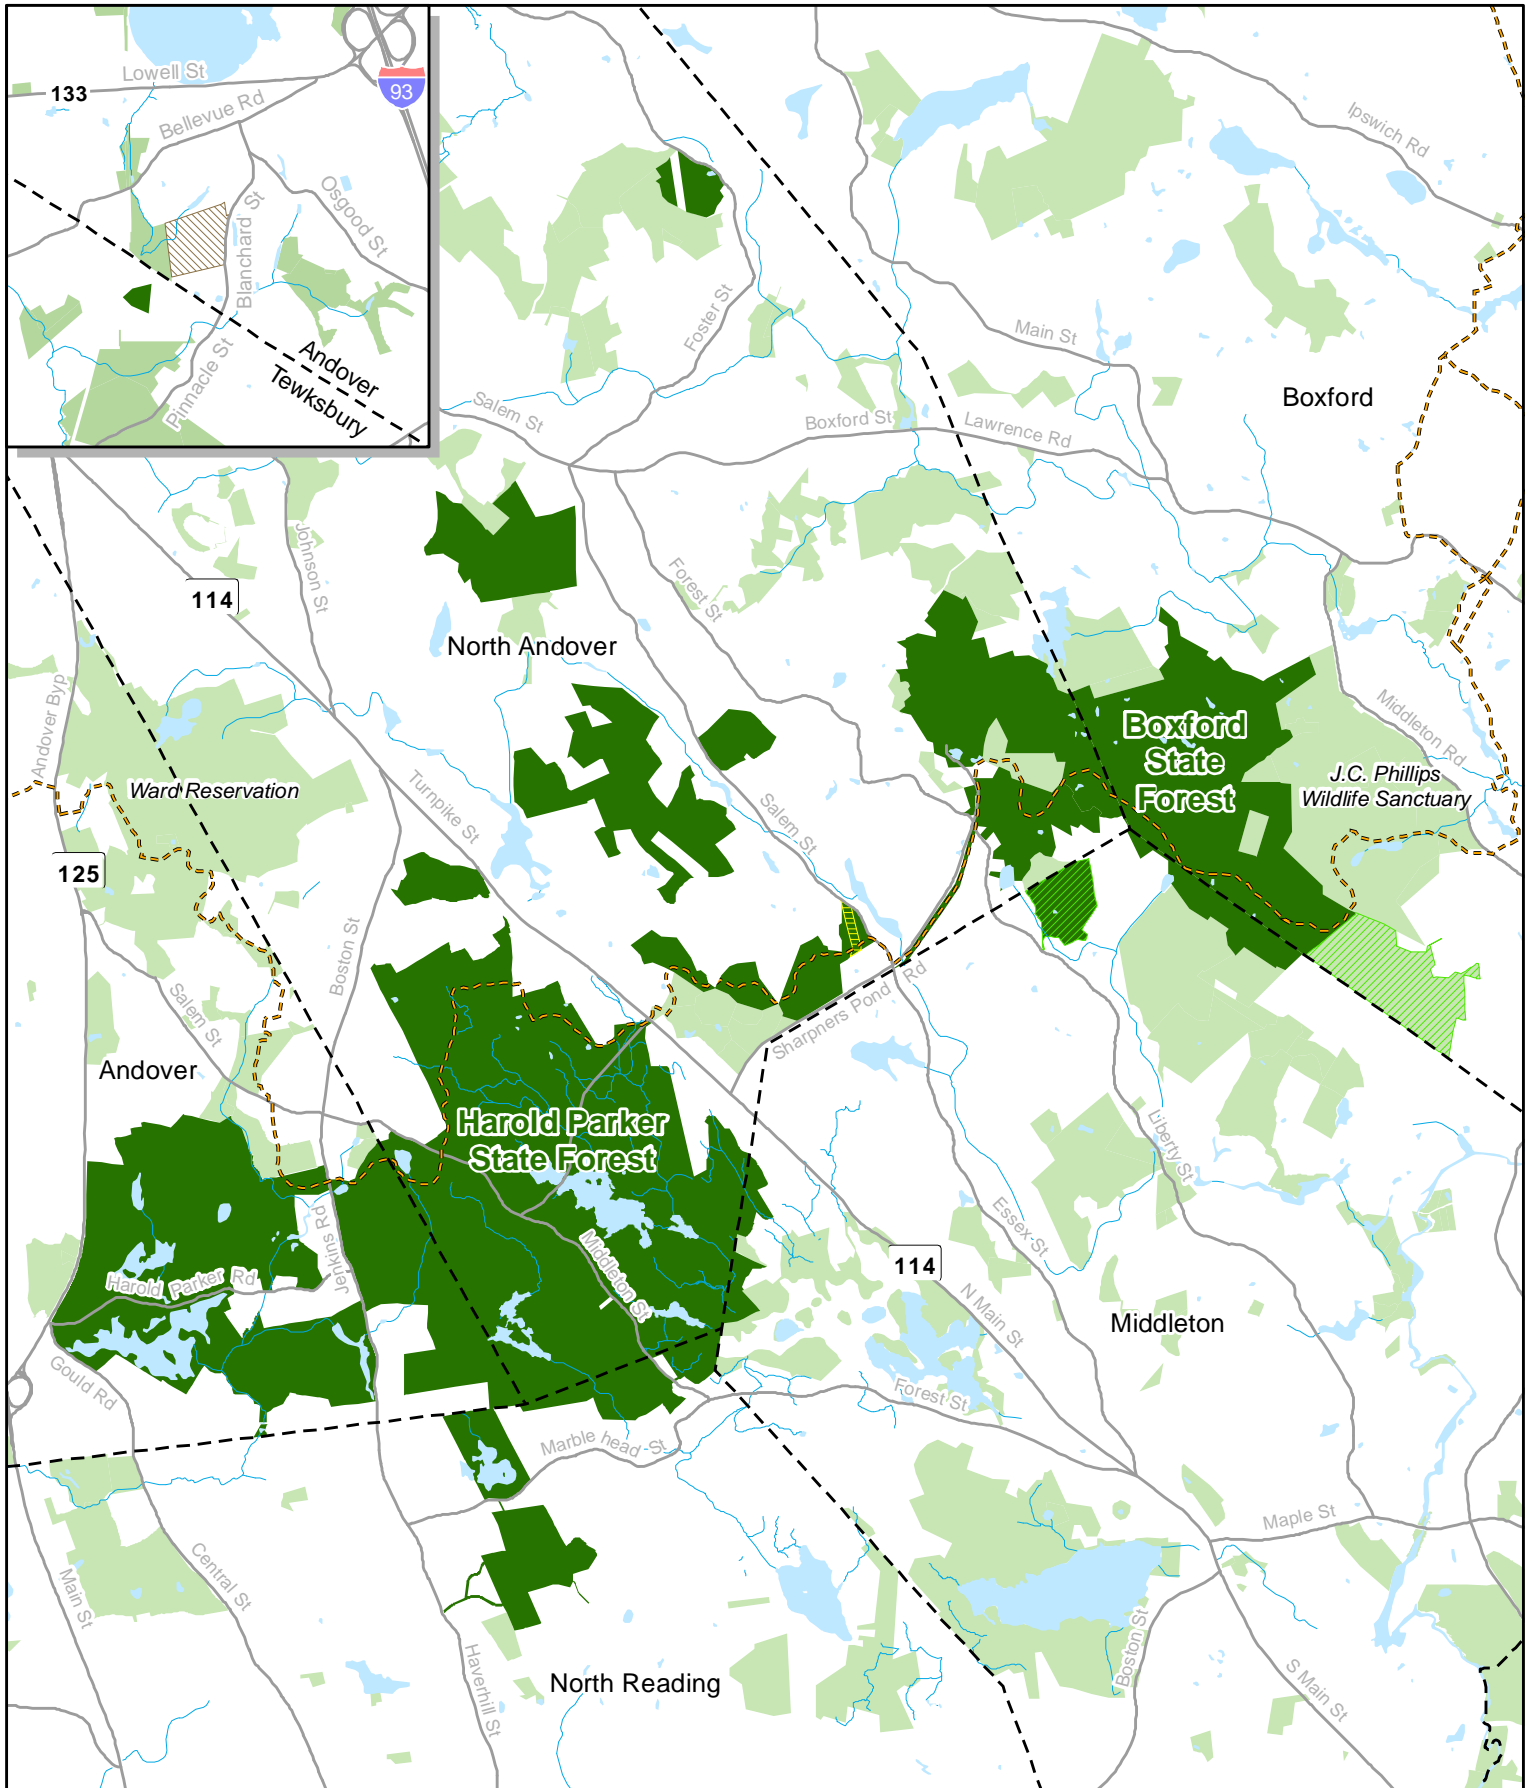 Lowell St
133
93
Bellevue Rd
Osgood St
Blanchard St
Pinnacle St
Andover
Tewksbury
Ipswich Rd
Foster St
Main St
Boxford
Salem St
Boxford St
Lawrence Rd
Johnson St
114
Forest St
North Andover
Andover Byp
Ward Reservation
Turnpike St
Salem St
Boxford
State
Forest
Middleton Rd
J.C. Phillips
Wildlife Sanctuary
125
Boston St
Salem St
Sharpners Pond Rd
Andover
Harold Parker
State Forest
Liberty St
Essex St
Jenkins Rd
Middleton St
Harold Parker Rd
114
N Main St
Middleton
Gould Rd
Forest St
Marble head St
Maple St
Main St
Central St
Haverhill St
North Reading
Boston St
S Main St